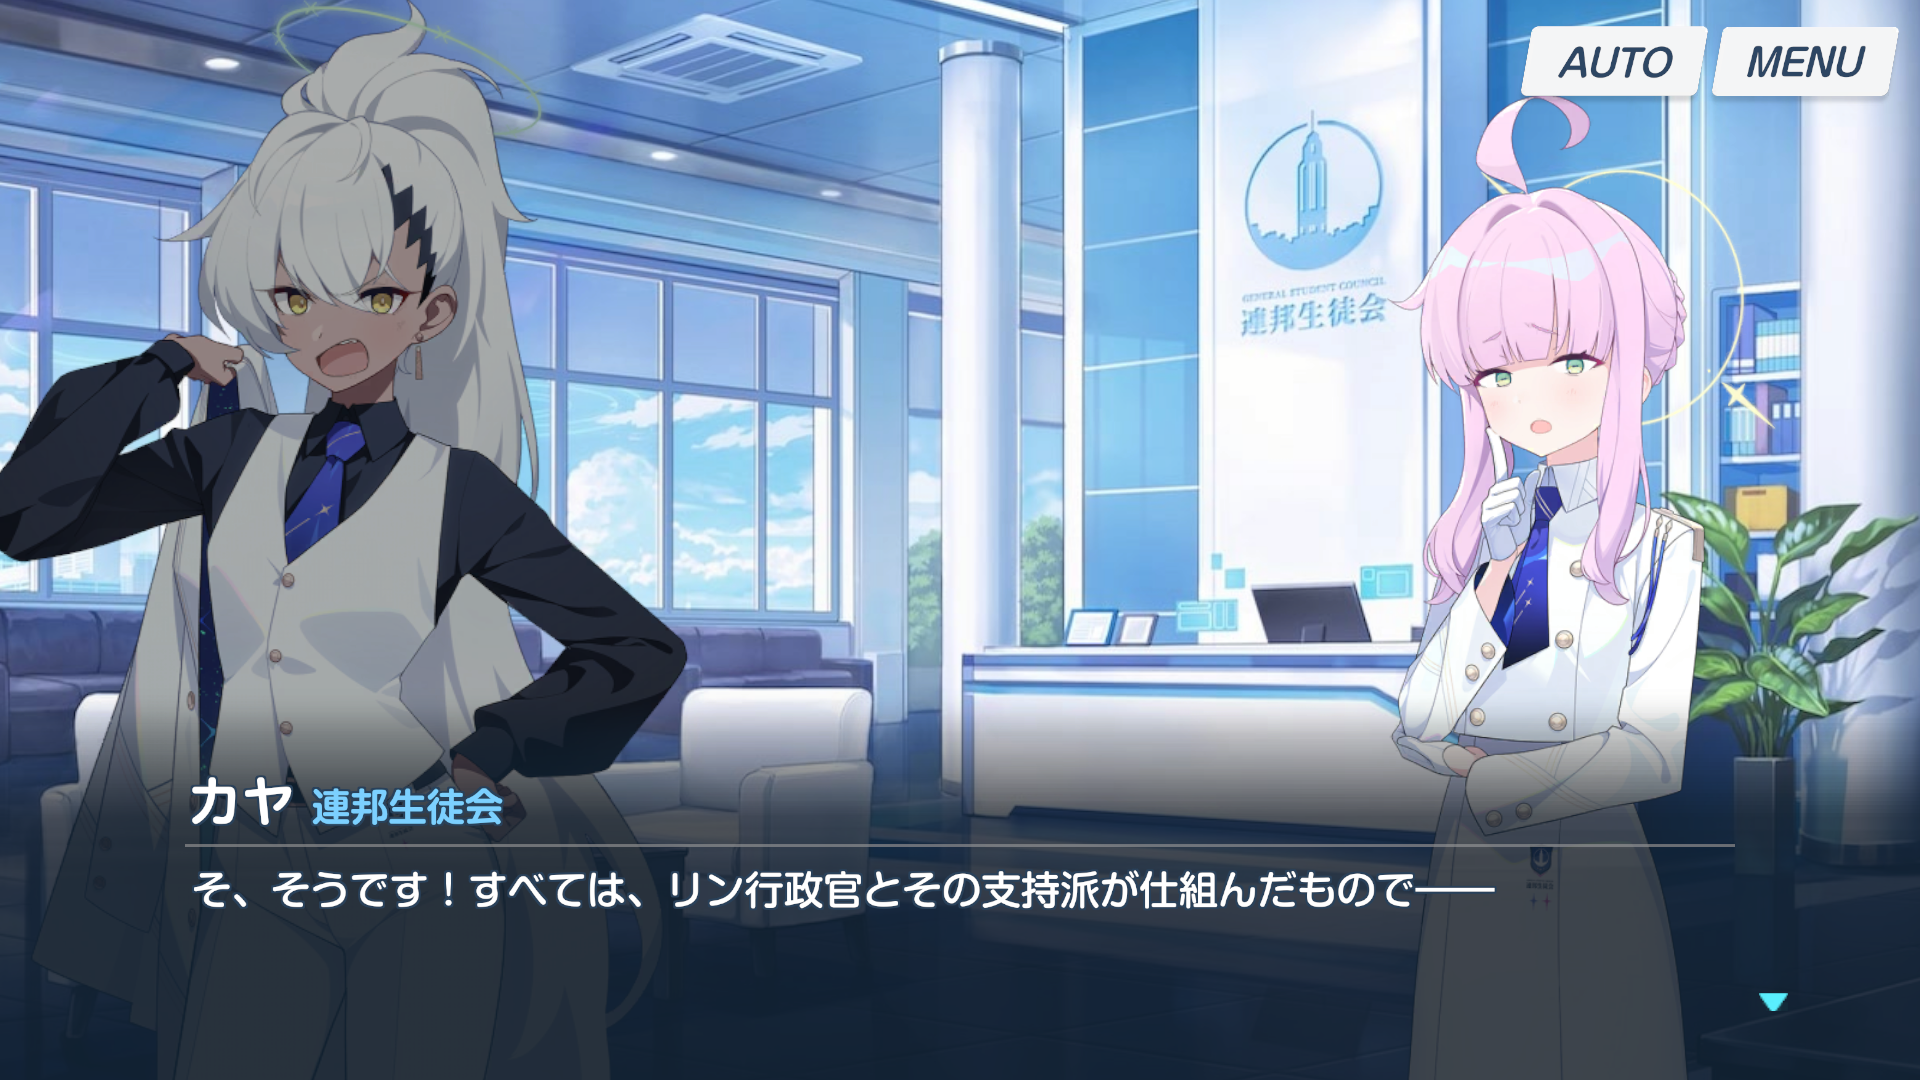 AUTO MENU
GENERAL STUDENT COUNCIL
連邦生徒会
カヤ 連邦生徒会
そ、そうです！すべては、リン行政官とその支持派が仕組んだもので――